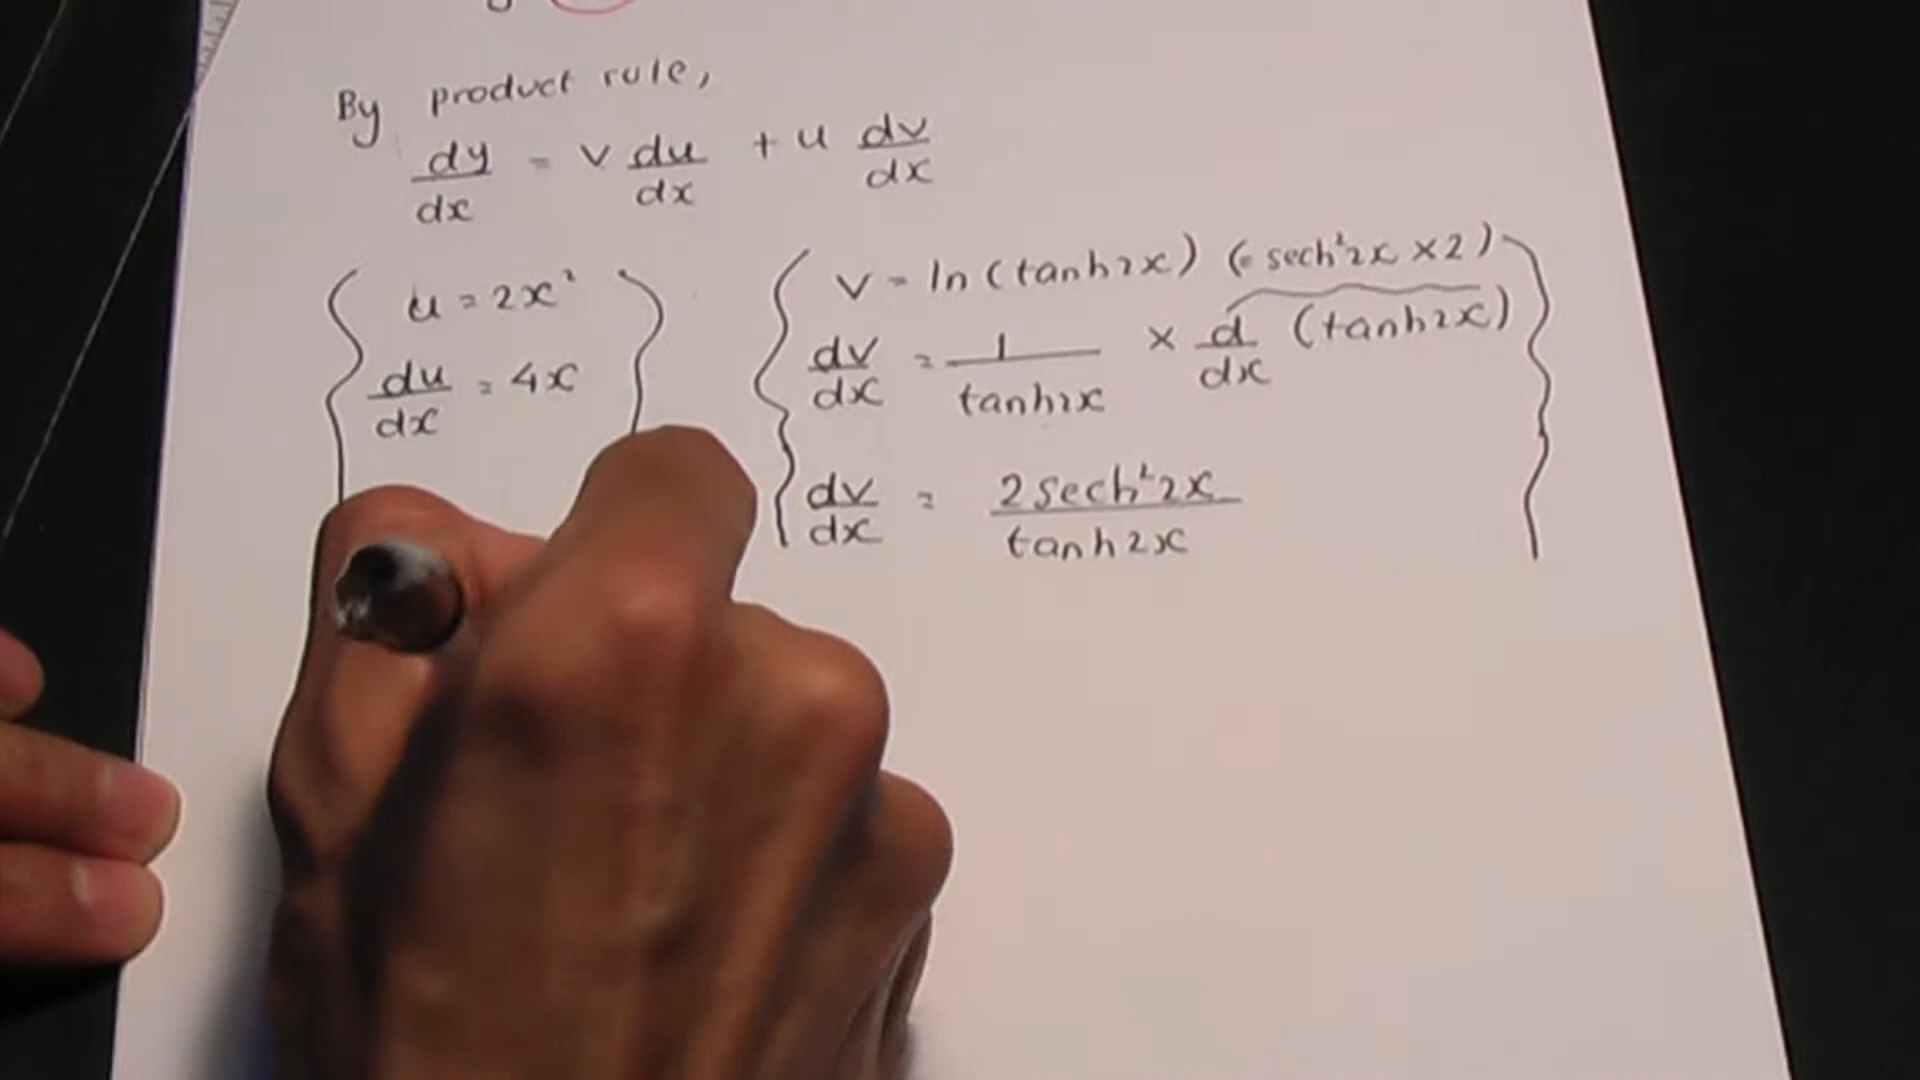 By product rule,
dy/dx = v du/dx + u dv/dx
u = 2x²
du/dx = 4x
v = ln(tanh2x) (= sech²2x × 2)
dv/dx = 1/tanh2x × d/dx (tanh2x)
dv/dx = 2sech²2x/tanh2x